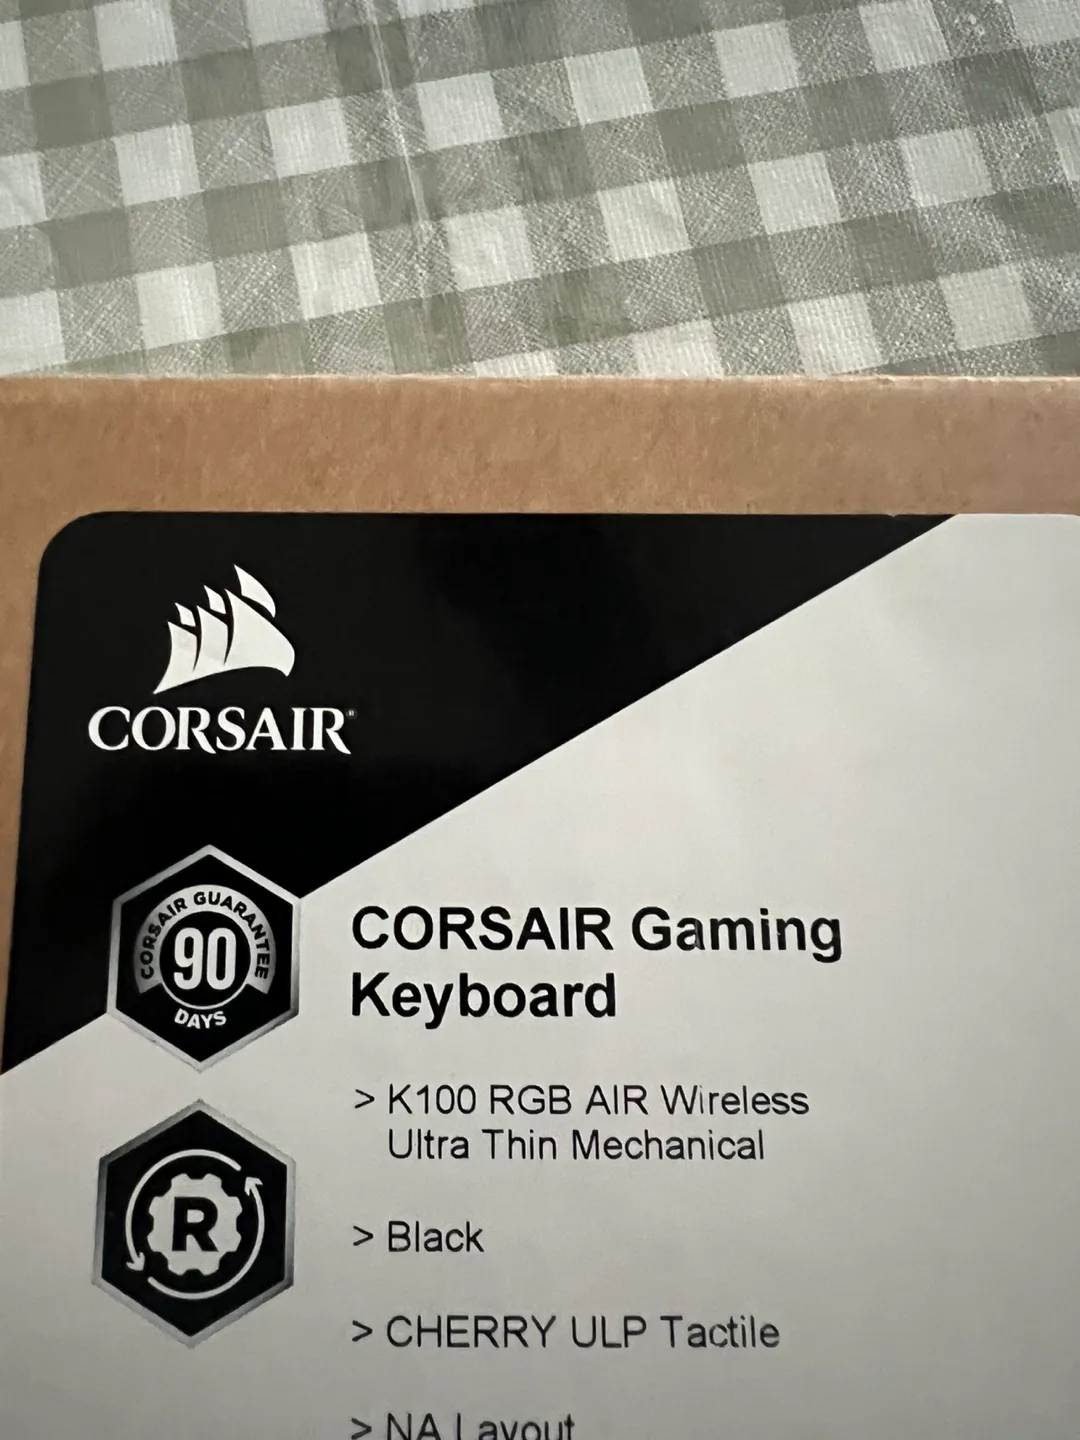 CORSAIR®
CORSAIR GUARANTEE
90
DAYS
CORSAIR Gaming
Keyboard
> K100 RGB AIR Wireless
Ultra Thin Mechanical
R
> Black
> CHERRY ULP Tactile
> NA Layout